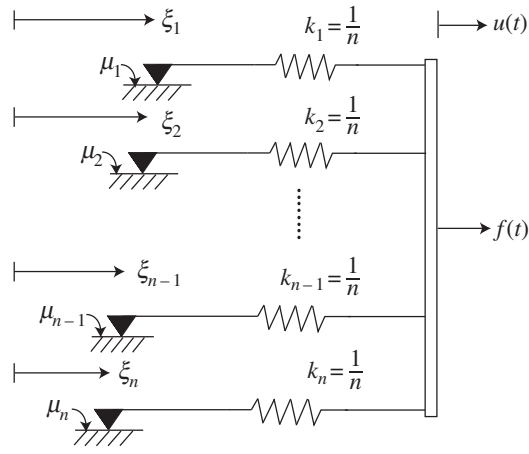 ξ₁ k₁ = 1/n u(t)
μ₁
ξ₂ k₂ = 1/n
μ₂
f(t)
ξₙ₋₁ kₙ₋₁ = 1/n
μₙ₋₁
ξₙ kₙ = 1/n
μₙ